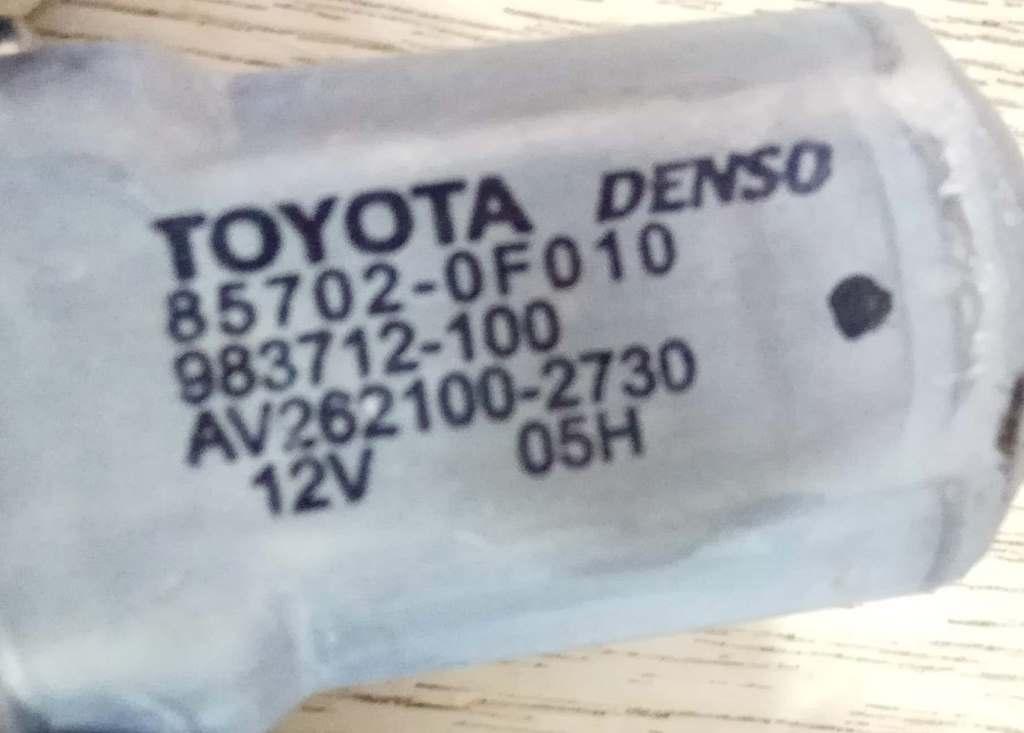 TOYOTA DENSO
85702-0F010
983712-100
AV262100-2730
12V 05H